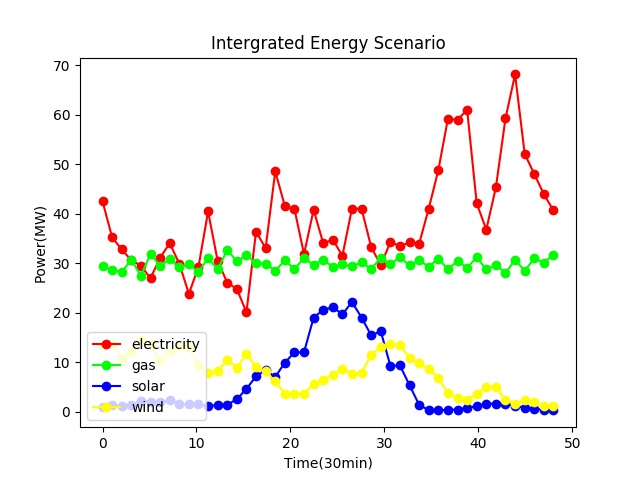 Intergrated Energy Scenario
Power(MW)
70
60
50
40
30
20
10
0
electricity
gas
solar
wind
0 10 20 30 40 50
Time(30min)